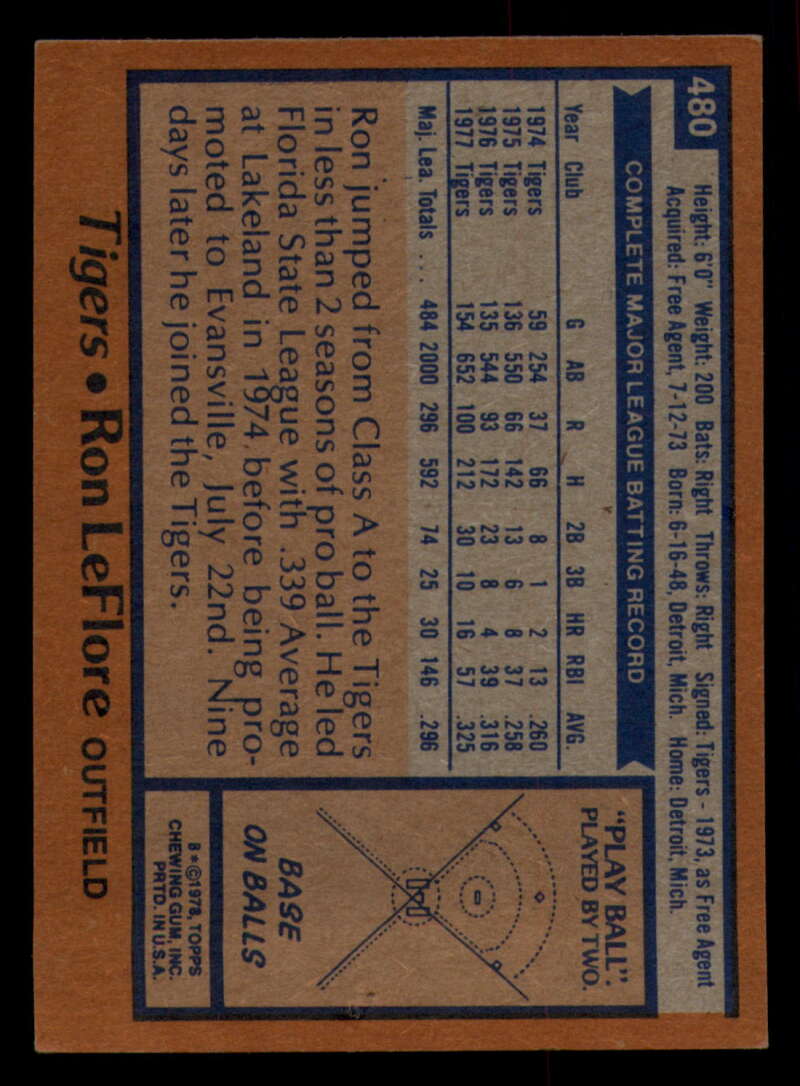 480
Height: 6'0" Weight: 200 Bats: Right Throws: Right Signed: Tigers - 1973, as Free Agent
Acquired: Free Agent, 7-12-73 Born: 6-16-48, Detroit, Mich. Home: Detroit, Mich.
COMPLETE MAJOR LEAGUE BATTING RECORD
Year Club G AB R H 2B 3B HR RBI AVG.
1974 Tigers 59 254 37 66 8 1 2 13 .260
1975 Tigers 136 550 66 142 13 6 8 37 .258
1976 Tigers 135 544 93 172 23 8 4 39 .316
1977 Tigers 154 652 100 212 30 10 16 57 .325
Maj. Lea. Totals ... 484 2000 296 592 74 25 30 146 .296
Ron jumped from Class A to the Tigers
in less than 2 seasons of pro ball. He led
Florida State League with .339 Average
at Lakeland in 1974, before being pro-
moted to Evansville, July 22nd. Nine
days later he joined the Tigers.
"PLAY BALL".
PLAYED BY TWO.
BASE
ON BALLS
B*©1978, TOPPS
CHEWING GUM, INC.
PRTD. IN U.S.A.
Tigers • Ron LeFlore OUTFIELD